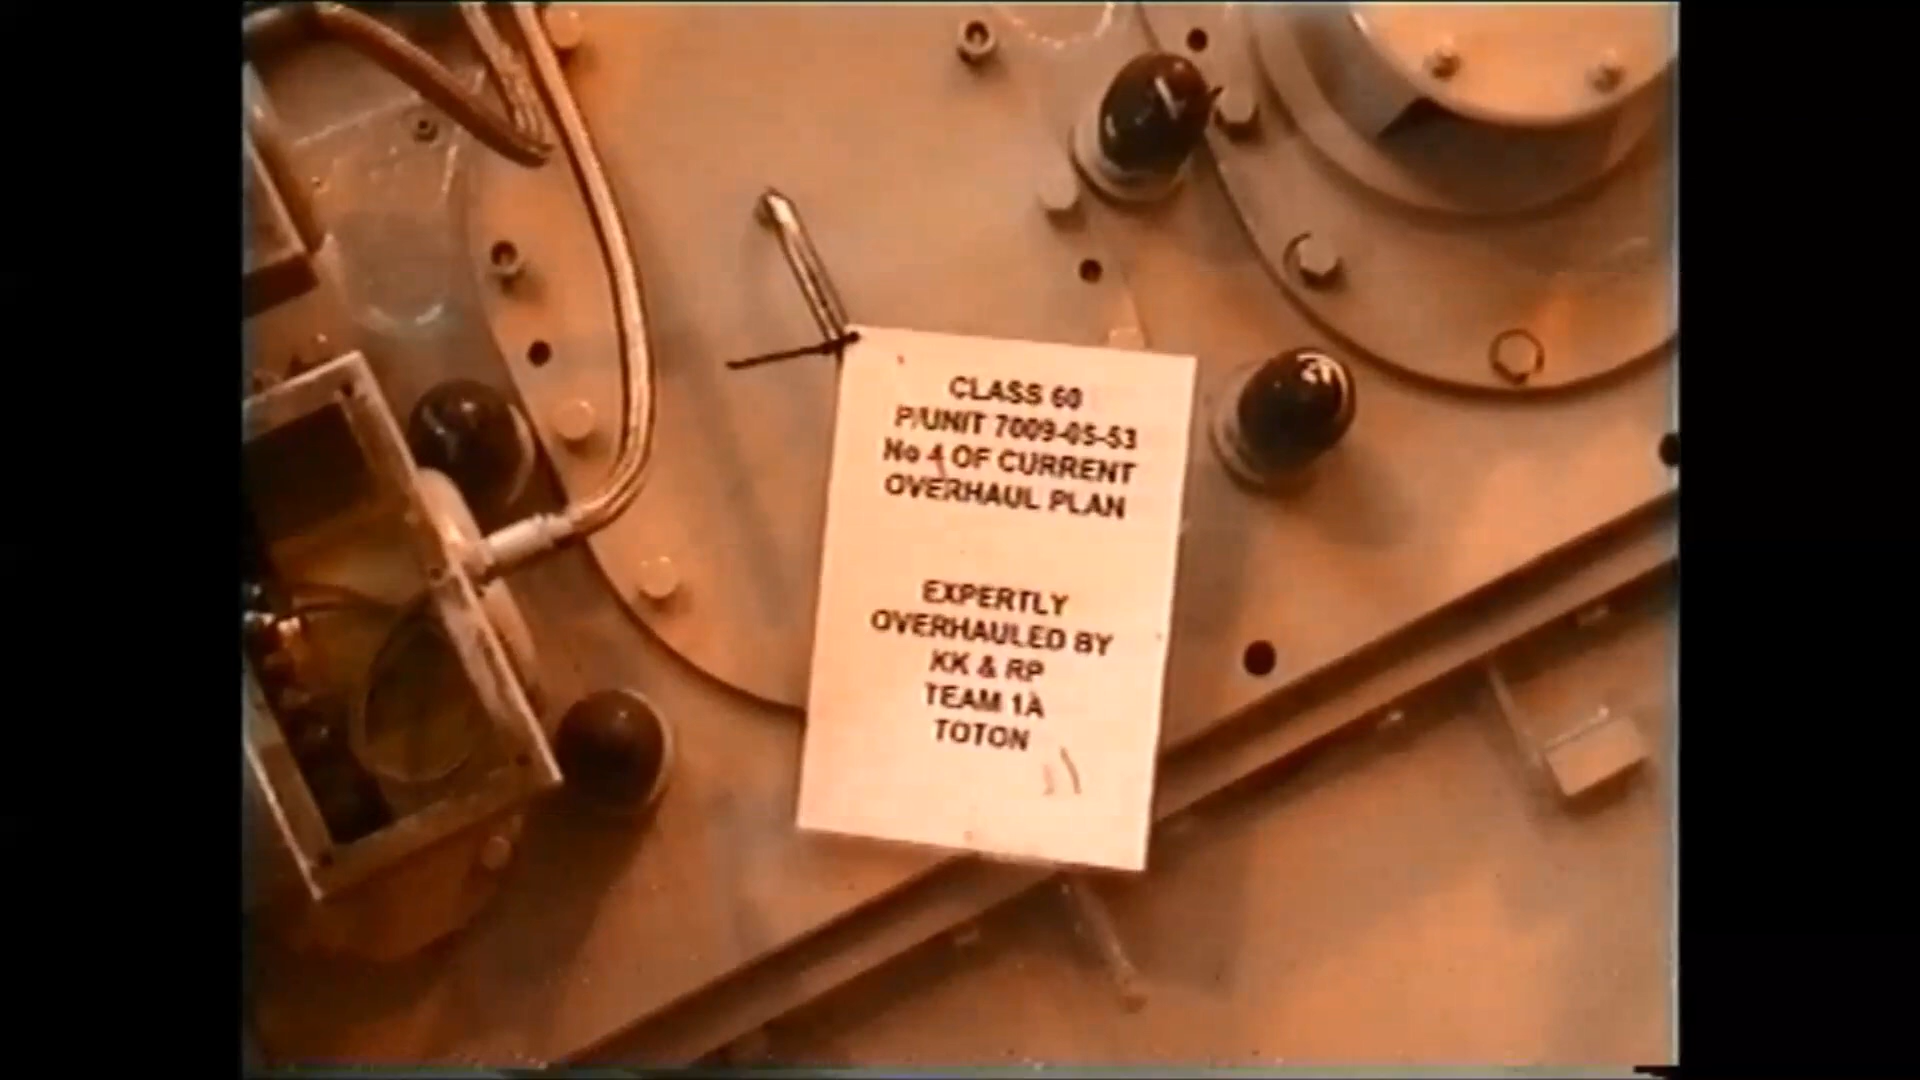 CLASS 60
P/UNIT 7009-05-53
No 4 OF CURRENT
OVERHAUL PLAN
EXPERTLY
OVERHAULED BY
KK & RP
TEAM 1A
TOTON